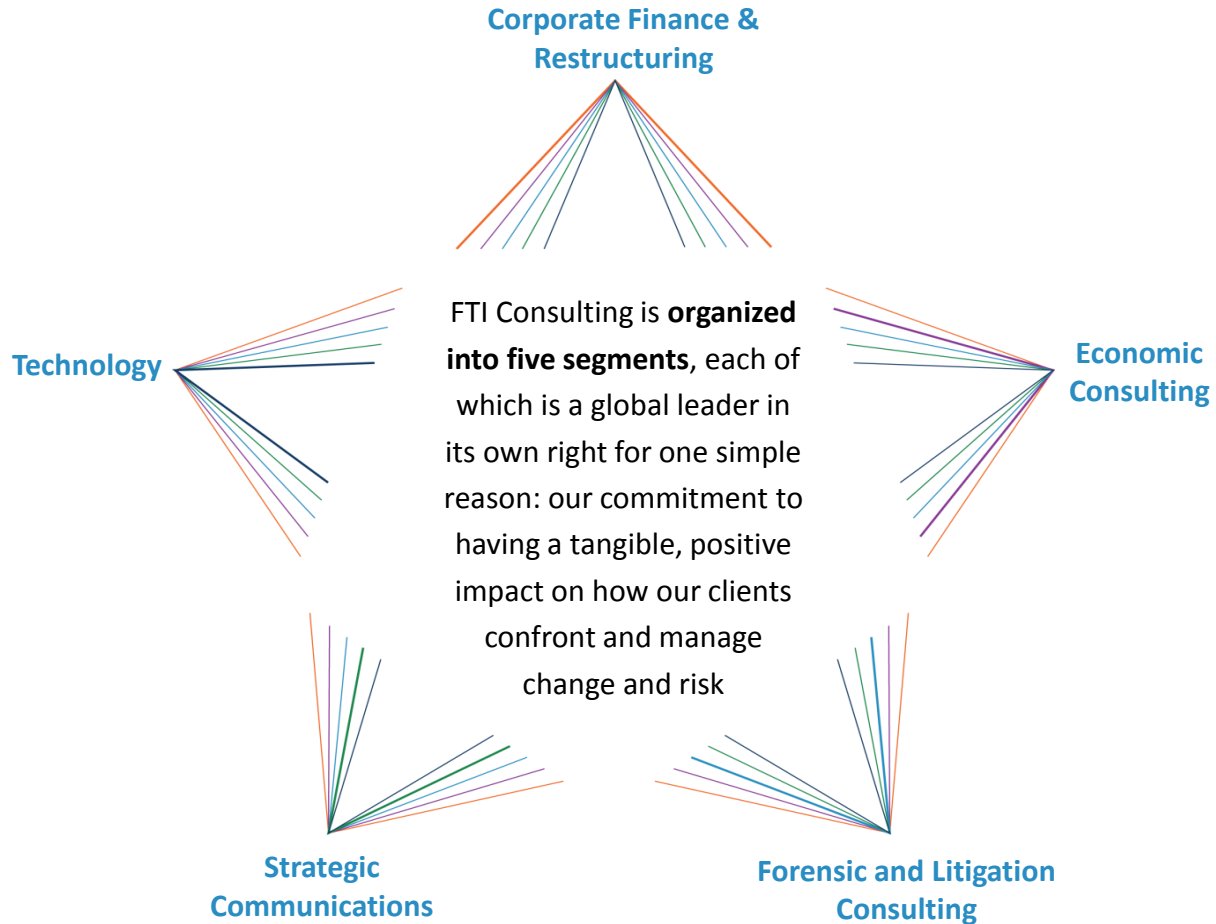 Corporate Finance &
Restructuring
Technology
FTI Consulting is organized
into five segments, each of
which is a global leader in
its own right for one simple
reason: our commitment to
having a tangible, positive
impact on how our clients
confront and manage
change and risk
Economic
Consulting
Strategic
Communications
Forensic and Litigation
Consulting